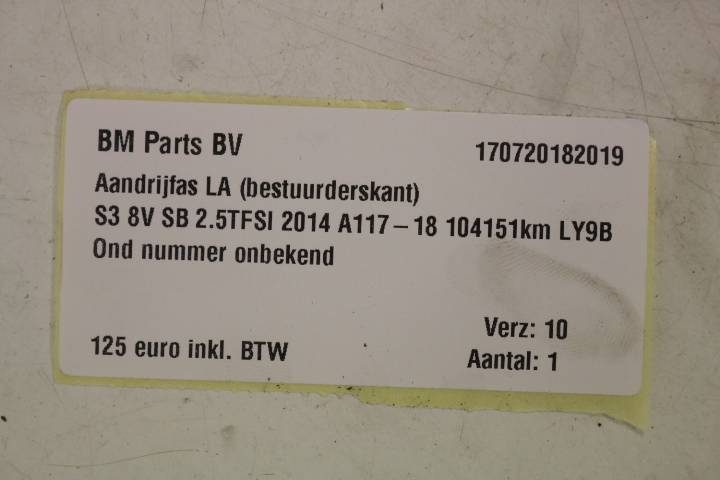 BM Parts BV 170720182019
Aandrijfas LA (bestuurderskant)
S3 8V SB 2.5TFSI 2014 A117 – 18 104151km LY9B
Ond nummer onbekend
Verz: 10
125 euro inkl. BTW Aantal: 1